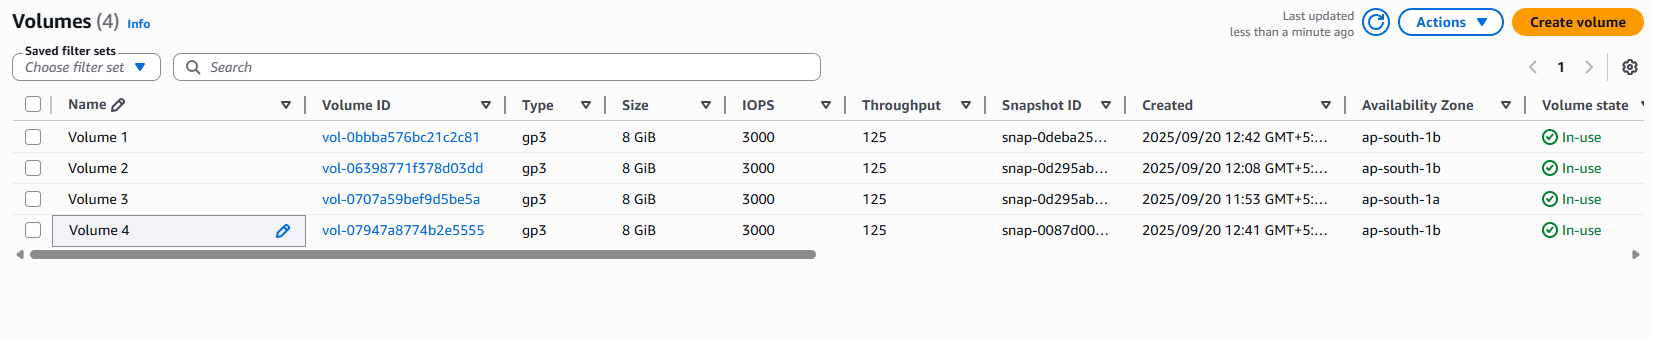 Volumes (4) Info
Last updated
less than a minute ago
Actions
Create volume
Saved filter sets
Choose filter set
Search
1
Name Volume ID Type Size IOPS Throughput Snapshot ID Created Availability Zone Volume state
Volume 1 vol-0bbba576bc21c2c81 gp3 8 GiB 3000 125 snap-0deba25... 2025/09/20 12:42 GMT+5:... ap-south-1b In-use
Volume 2 vol-06398771f378d03dd gp3 8 GiB 3000 125 snap-0d295ab... 2025/09/20 12:08 GMT+5:... ap-south-1b In-use
Volume 3 vol-0707a59bef9d5be5a gp3 8 GiB 3000 125 snap-0d295ab... 2025/09/20 11:53 GMT+5:... ap-south-1a In-use
Volume 4 vol-07947a8774b2e5555 gp3 8 GiB 3000 125 snap-0087d00... 2025/09/20 12:41 GMT+5:... ap-south-1b In-use